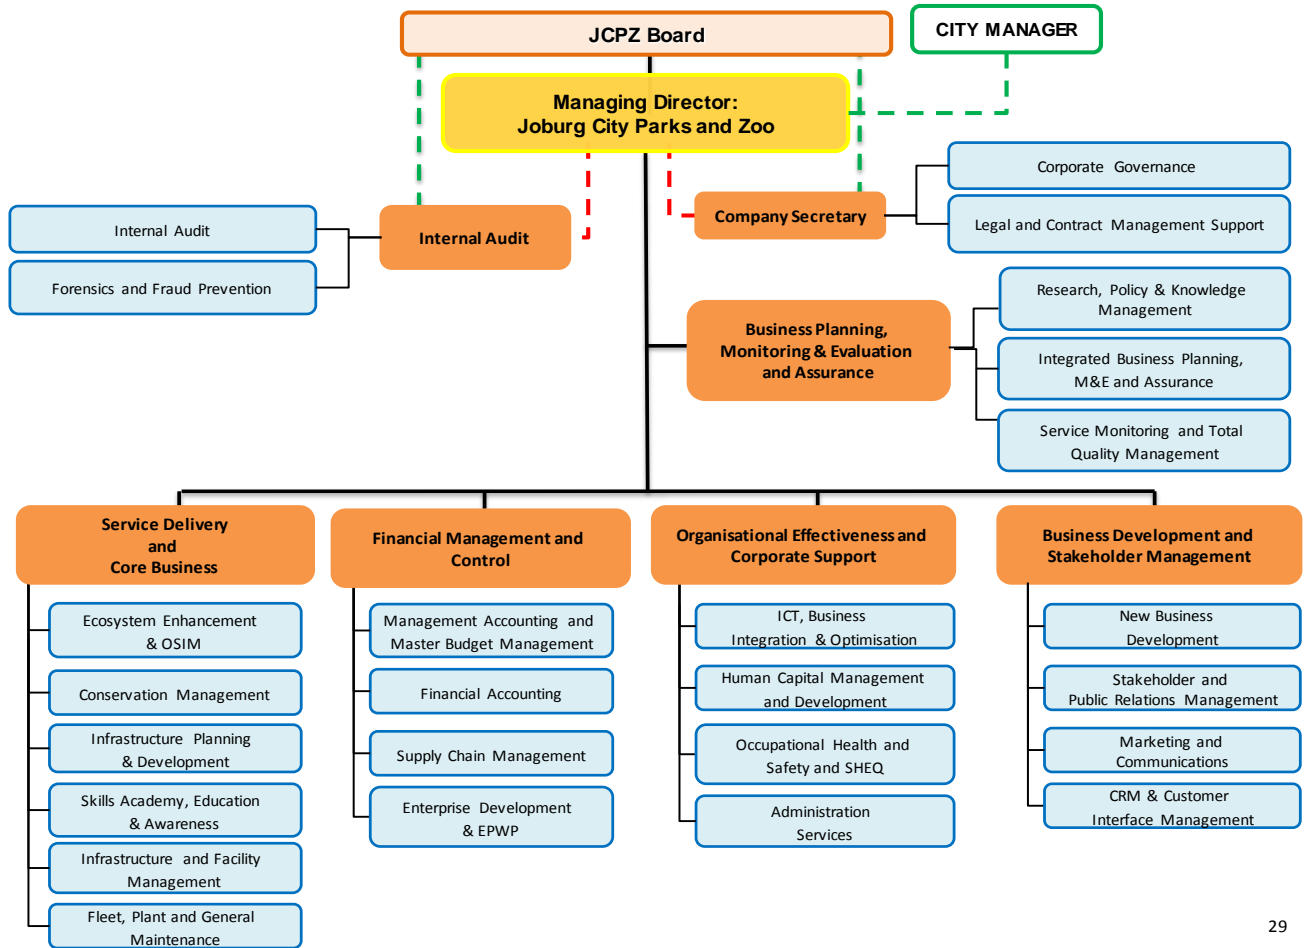 JCPZ Board
CITY MANAGER
Managing Director:
Joburg City Parks and Zoo
Corporate Governance
Company Secretary
Legal and Contract Management Support
Internal Audit
Internal Audit
Forensics and Fraud Prevention
Research, Policy & Knowledge
Management
Business Planning,
Monitoring & Evaluation
and Assurance
Integrated Business Planning,
M&E and Assurance
Service Monitoring and Total
Quality Management
Service Delivery
and
Core Business
Financial Management and
Control
Organisational Effectiveness and
Corporate Support
Business Development and
Stakeholder Management
Ecosystem Enhancement
& OSIM
Conservation Management
Infrastructure Planning
& Development
Skills Academy, Education
& Awareness
Infrastructure and Facility
Management
Fleet, Plant and General
Maintenance
Management Accounting and
Master Budget Management
Financial Accounting
Supply Chain Management
Enterprise Development
& EPWP
ICT, Business
Integration & Optimisation
Human Capital Management
and Development
Occupational Health and
Safety and SHEQ
Administration
Services
New Business
Development
Stakeholder and
Public Relations Management
Marketing and
Communications
CRM & Customer
Interface Management
29